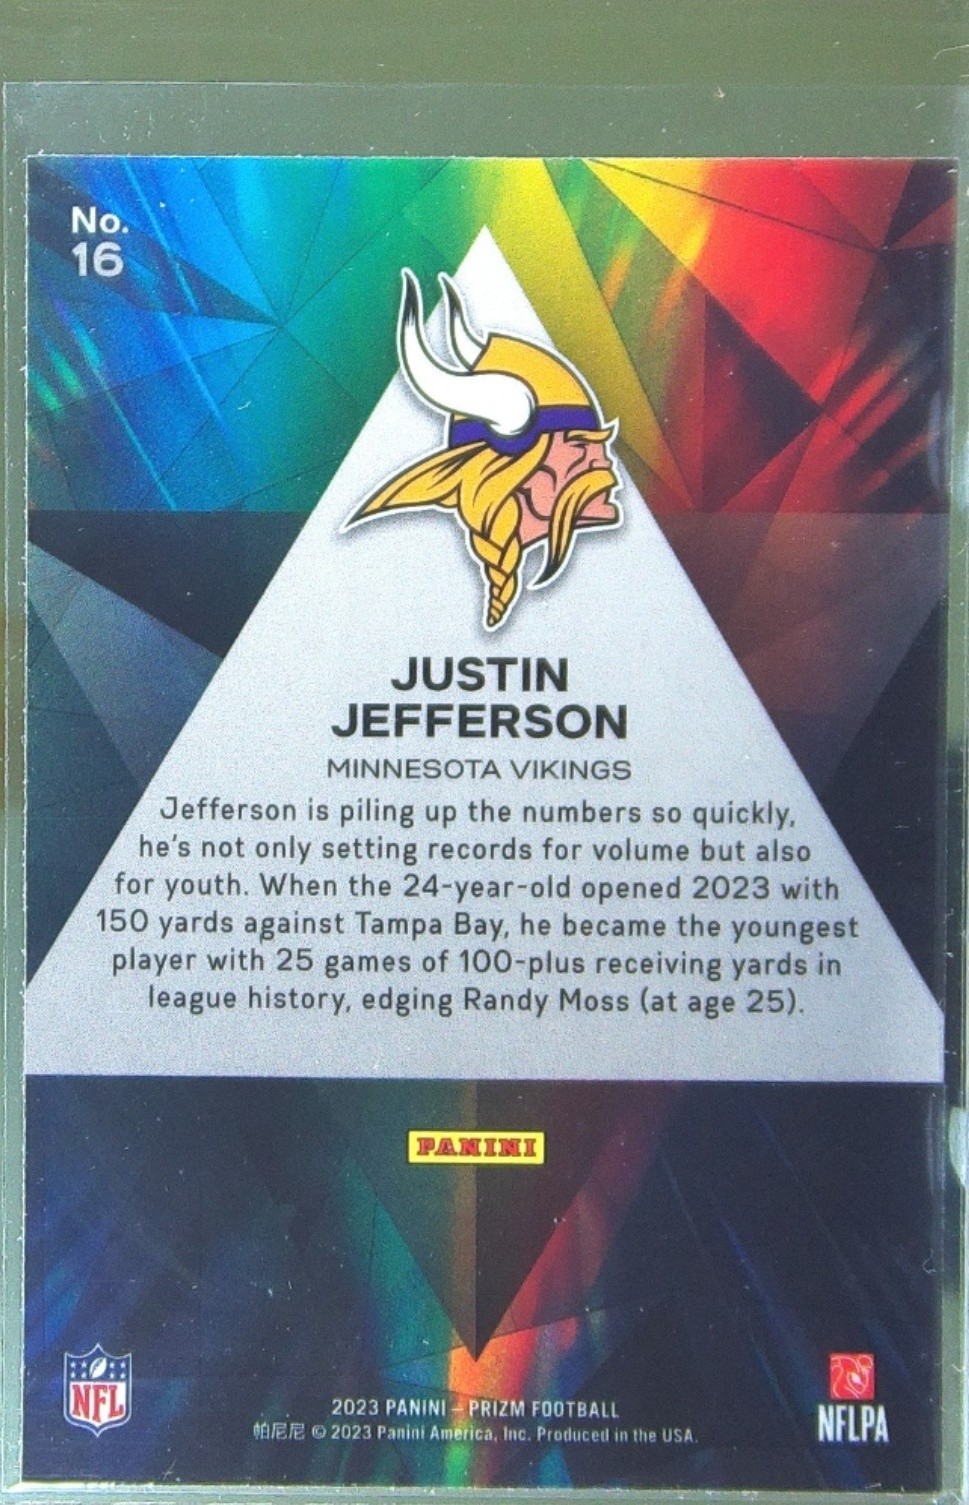 No.
16
JUSTIN
JEFFERSON
MINNESOTA VIKINGS
Jefferson is piling up the numbers so quickly,
he's not only setting records for volume but also
for youth. When the 24-year-old opened 2023 with
150 yards against Tampa Bay, he became the youngest
player with 25 games of 100-plus receiving yards in
league history, edging Randy Moss (at age 25).
PANINI
NFL
2023 PANINI – PRIZM FOOTBALL
帕尼尼 © 2023 Panini America, Inc. Produced in the USA.
NFLPA